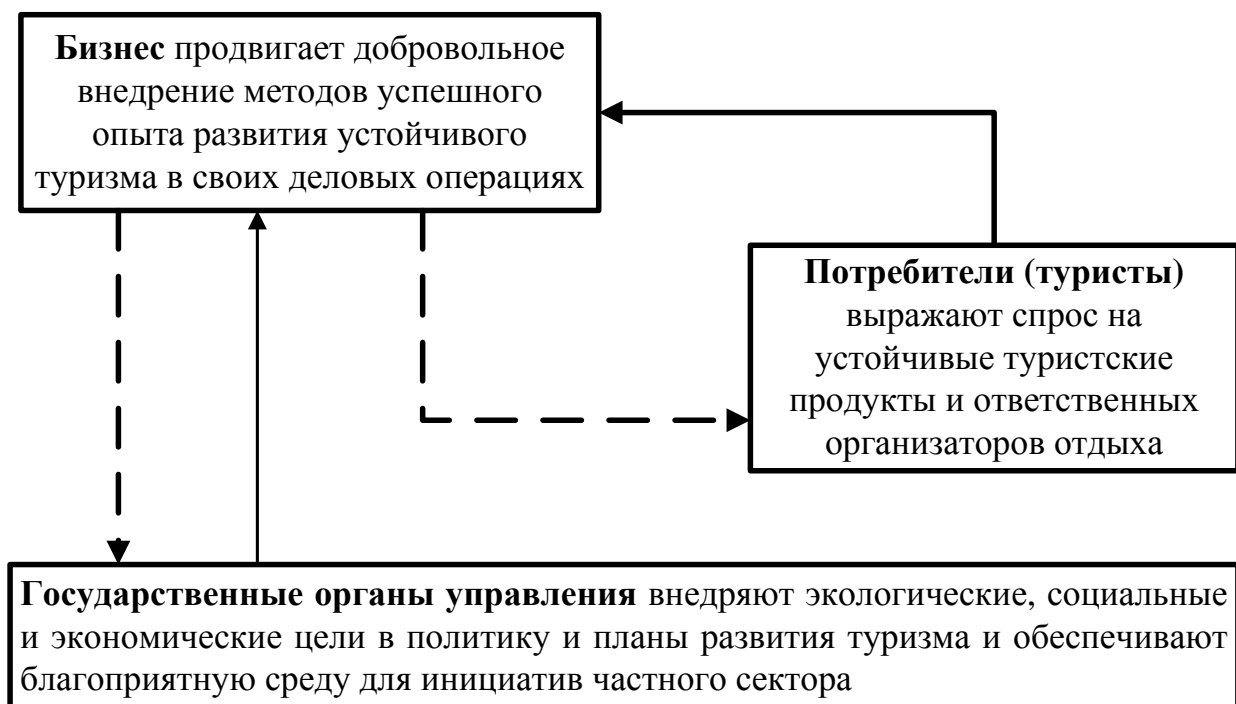 Бизнес продвигает добровольное
внедрение методов успешного
опыта развития устойчивого
туризма в своих деловых операциях
Потребители (туристы)
выражают спрос на
устойчивые туристские
продукты и ответственных
организаторов отдыха
Государственные органы управления внедряют экологические, социальные
и экономические цели в политику и планы развития туризма и обеспечивают
благоприятную среду для инициатив частного сектора